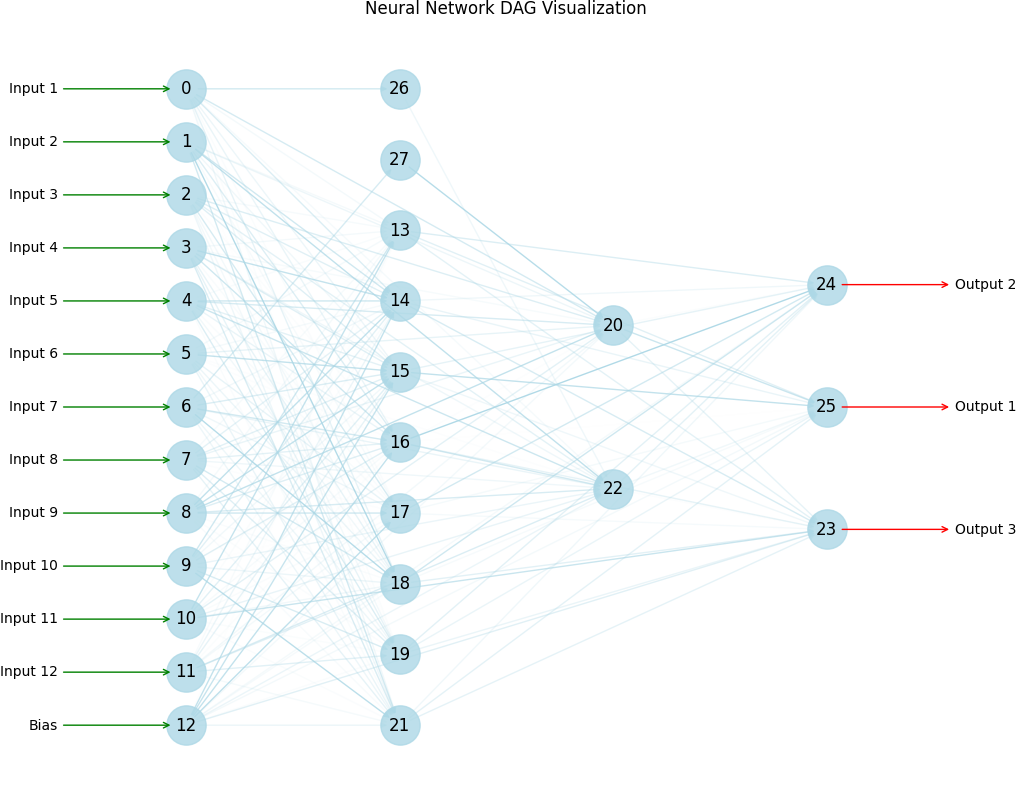 Neural Network DAG Visualization
Input 1
0
26
Input 2
1
27
Input 3
2
13
Input 4
3
24
Output 2
Input 5
4
14
20
Input 6
5
15
Input 7
6
25
Output 1
16
Input 8
7
22
Input 9
8
17
23
Output 3
Input 10
9
18
Input 11
10
19
Input 12
11
Bias
12
21